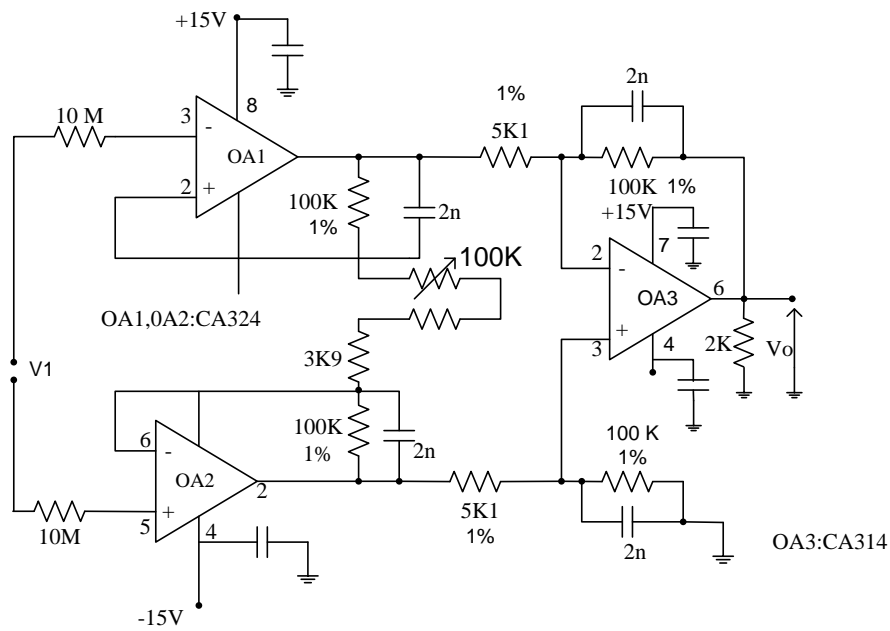 +15V
8
10 M
3
-
OA1
2
+
100K
1%
2n
1%
5K1
2n
100K 1%
+15V
7
2
-
OA3
6
+
3
4
2K
Vo
100K
OA1,0A2:CA324
3K9
V1
6
-
100K
1%
2n
OA2
2
+
5
10M
4
-15V
5K1
1%
100 K
1%
2n
OA3:CA314